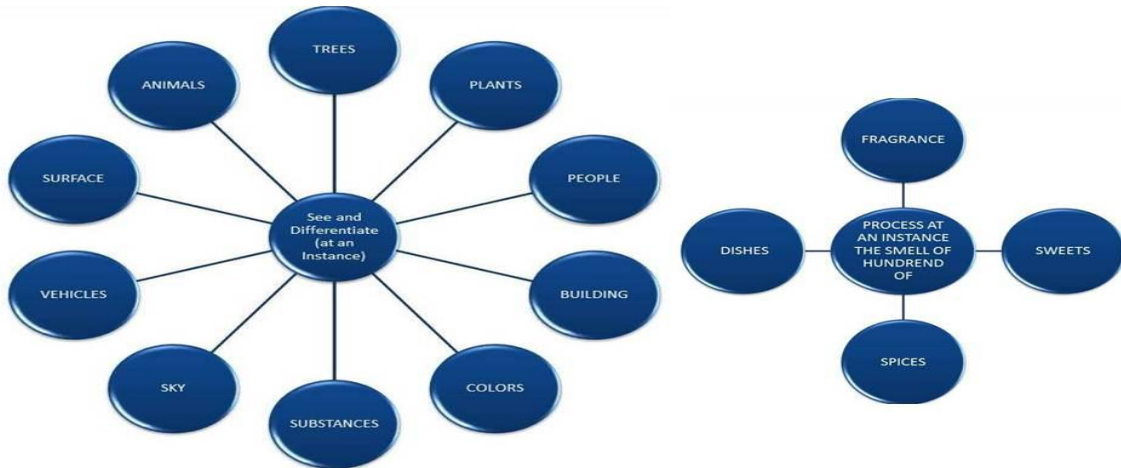 TREES
ANIMALS
PLANTS
SURFACE
PEOPLE
See and
Differentiate
(at an
Instance)
VEHICLES
BUILDING
SKY
COLORS
SUBSTANCES
FRAGRANCE
DISHES
PROCESS AT
AN INSTANCE
THE SMELL OF
HUNDREND
OF
SWEETS
SPICES